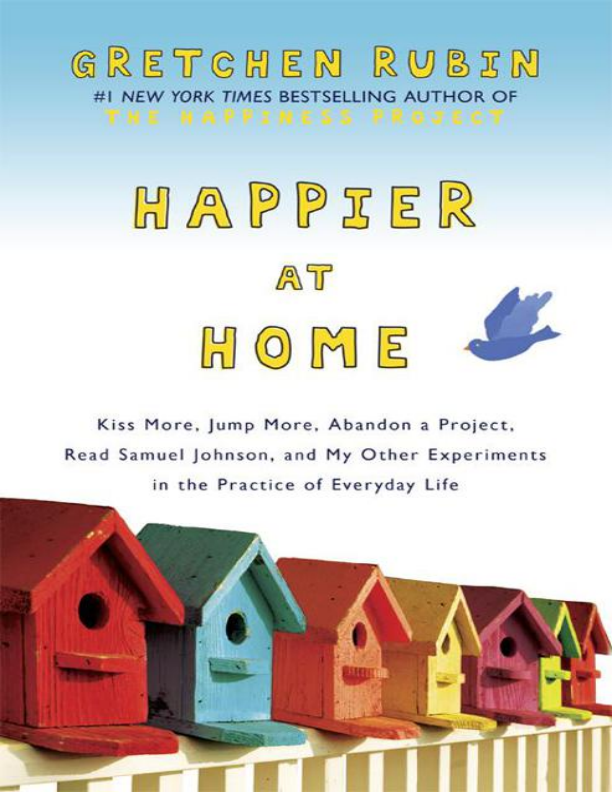 GRETCHEN RUBIN
#1 NEW YORK TIMES BESTSELLING AUTHOR OF
THE HAPPINESS PROJECT
HAPPIER
AT
HOME
Kiss More, Jump More, Abandon a Project,
Read Samuel Johnson, and My Other Experiments
in the Practice of Everyday Life